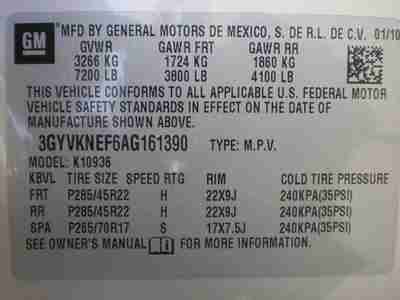 GM MFD BY GENERAL MOTORS DE MEXICO, S. DE R.L. DE C.V. 01/10
GVWR GAWR FRT GAWR RR
3266 KG 1724 KG 1860 KG
7200 LB 3800 LB 4100 LB
THIS VEHICLE CONFORMS TO ALL APPLICABLE U.S. FEDERAL MOTOR
VEHICLE SAFETY STANDARDS IN EFFECT ON THE DATE OF
MANUFACTURE SHOWN ABOVE.
3GYVKNEF6AG161390 TYPE: M.P.V.
MODEL: K10936
KBVL TIRE SIZE SPEED RTG RIM COLD TIRE PRESSURE
FRT P285/45R22 H 22X9J 240KPA(35PSI)
RR P285/45R22 H 22X9J 240KPA(35PSI)
SPA P265/70R17 S 17X7.5J 240KPA(35PSI)
SEE OWNER'S MANUAL FOR MORE INFORMATION.